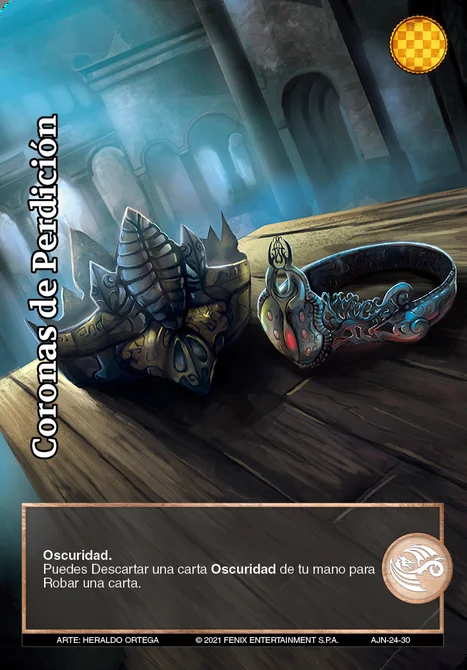 Coronas de Perdición
Oscuridad.
Puedes Descartar una carta Oscuridad de tu mano para
Robar una carta.
ARTE: HERALDO ORTEGA © 2021 FENIX ENTERTAINMENT S.P.A. AJN-24-30